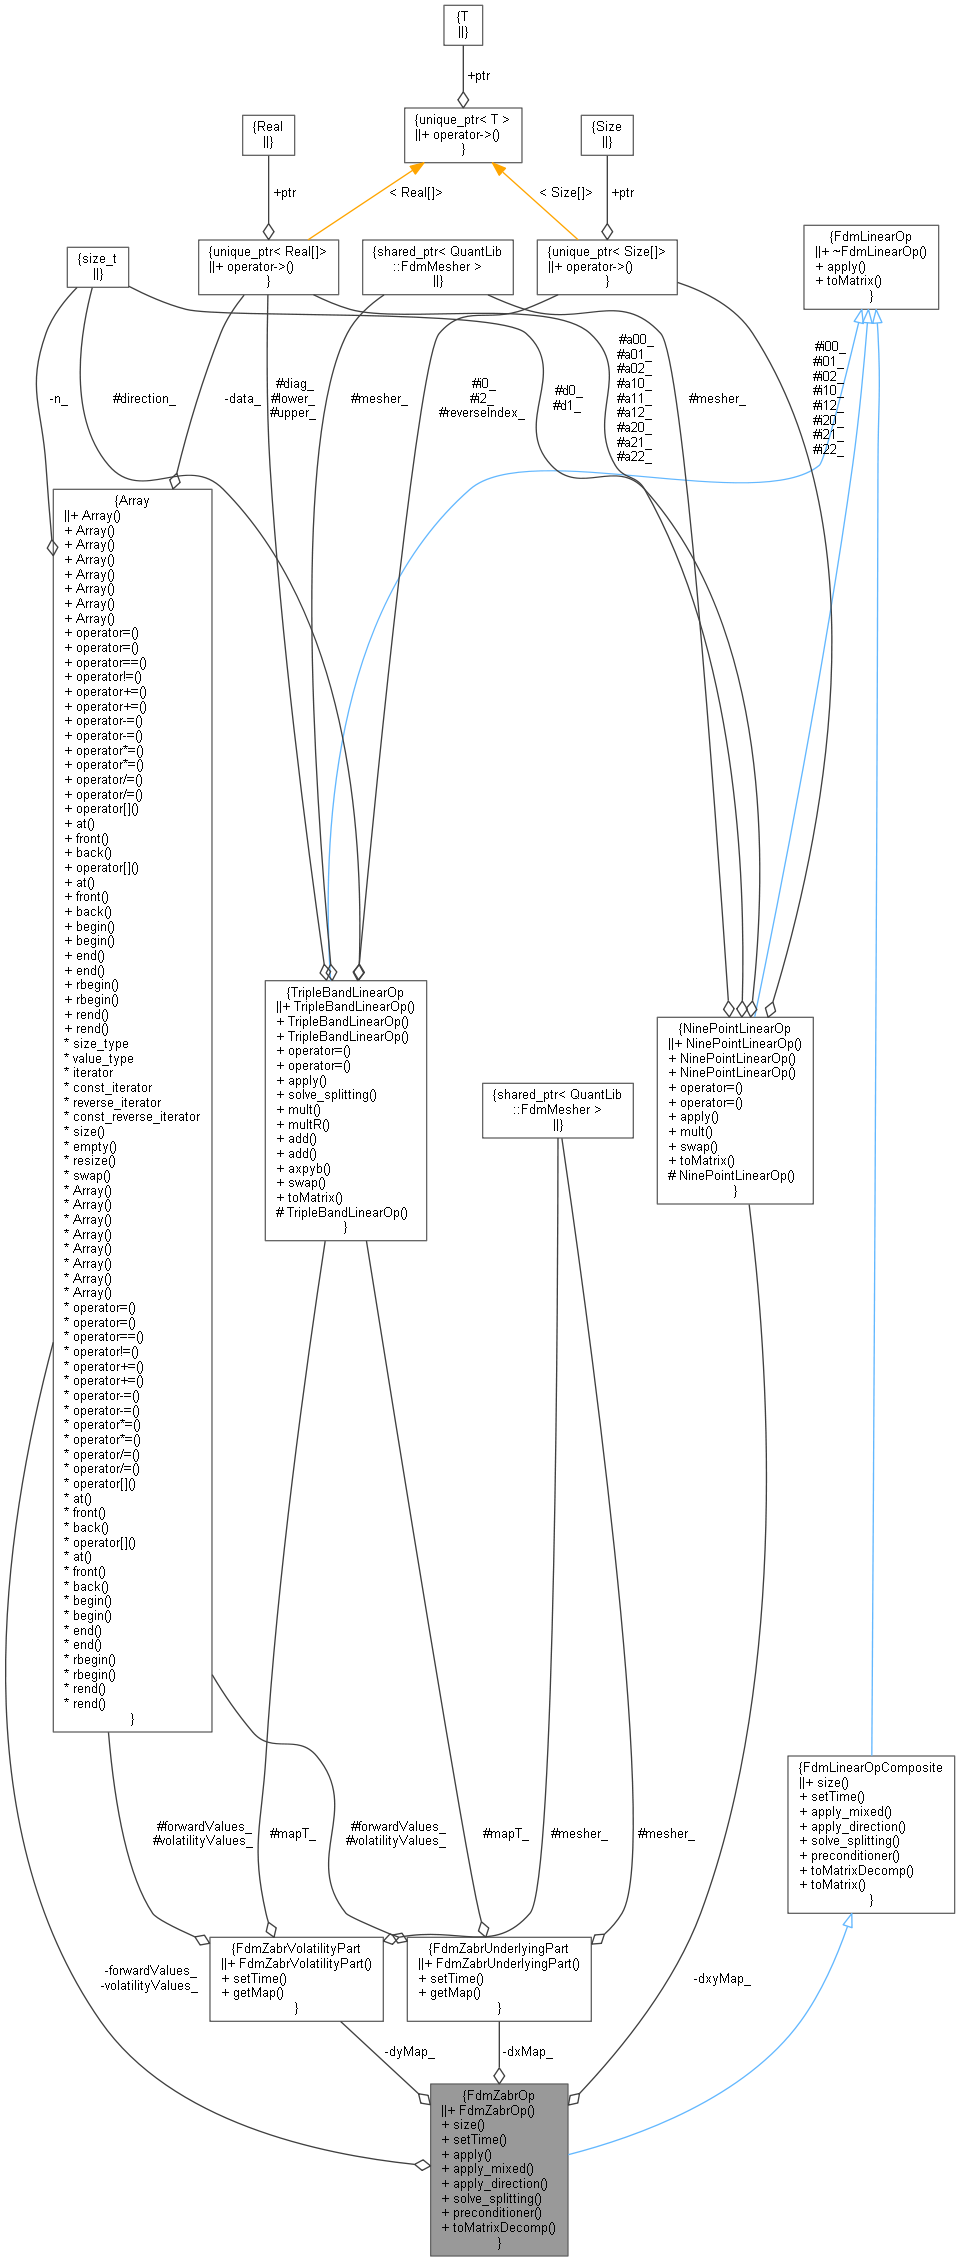 {T
||}
+ptr
{unique_ptr< T >
||+ operator->()
}
{Real
||}
{Size
||}
+ptr
< Real[]>
< Size[]>
+ptr
{size_t
||}
{unique_ptr< Real[]>
||+ operator->()
}
{shared_ptr< QuantLib
::FdmMesher >
||}
{unique_ptr< Size[]>
||+ operator->()
}
{FdmLinearOp
||+ ~FdmLinearOp()
+ apply()
+ toMatrix()
}
-n_
#direction_
-data_
#diag_
#lower_
#upper_
#mesher_
#i0_
#i2_
#reverseIndex_
#d0_
#d1_
#a00_
#a01_
#a02_
#a10_
#a11_
#a12_
#a20_
#a21_
#a22_
#mesher_
#i00_
#i01_
#i02_
#i10_
#i12_
#i20_
#i21_
#i22_
{Array
||+ Array()
+ Array()
+ Array()
+ Array()
+ Array()
+ Array()
+ Array()
+ Array()
+ operator=()
+ operator=()
+ operator==()
+ operator!=()
+ operator+=()
+ operator+=()
+ operator-=()
+ operator-=()
+ operator*=()
+ operator*=()
+ operator/=()
+ operator/=()
+ operator[]()
+ at()
+ front()
+ back()
+ operator[]()
+ at()
+ front()
+ back()
+ begin()
+ begin()
+ end()
+ end()
+ rbegin()
+ rbegin()
+ rend()
+ rend()
* size_type
* value_type
* iterator
* const_iterator
* reverse_iterator
* const_reverse_iterator
* size()
* empty()
* resize()
* swap()
* Array()
* Array()
* Array()
* Array()
* Array()
* Array()
* Array()
* Array()
* operator=()
* operator=()
* operator==()
* operator!=()
* operator+=()
* operator+=()
* operator-=()
* operator-=()
* operator*=()
* operator*=()
* operator/=()
* operator/=()
* operator[]()
* at()
* front()
* back()
* operator[]()
* at()
* front()
* back()
* begin()
* begin()
* end()
* end()
* rbegin()
* rbegin()
* rend()
* rend()
}
{TripleBandLinearOp
||+ TripleBandLinearOp()
+ TripleBandLinearOp()
+ TripleBandLinearOp()
+ operator=()
+ operator=()
+ apply()
+ solve_splitting()
+ mult()
+ multR()
+ add()
+ add()
+ axpyb()
+ swap()
+ toMatrix()
# TripleBandLinearOp()
}
{NinePointLinearOp
||+ NinePointLinearOp()
+ NinePointLinearOp()
+ NinePointLinearOp()
+ operator=()
+ operator=()
+ apply()
+ mult()
+ swap()
+ toMatrix()
# NinePointLinearOp()
}
{shared_ptr< QuantLib
::FdmMesher >
||}
{FdmLinearOpComposite
||+ size()
+ setTime()
+ apply_mixed()
+ apply_direction()
+ solve_splitting()
+ preconditioner()
+ toMatrixDecomp()
+ toMatrix()
}
#forwardValues_
#volatilityValues_
#mapT_
#forwardValues_
#volatilityValues_
#mapT_
#mesher_
#mesher_
{FdmZabrVolatilityPart
||+ FdmZabrVolatilityPart()
+ setTime()
+ getMap()
}
{FdmZabrUnderlyingPart
||+ FdmZabrUnderlyingPart()
+ setTime()
+ getMap()
}
-forwardValues_
-volatilityValues_
-dxyMap_
-dyMap_
-dxMap_
{FdmZabrOp
||+ FdmZabrOp()
+ size()
+ setTime()
+ apply()
+ apply_mixed()
+ apply_direction()
+ solve_splitting()
+ preconditioner()
+ toMatrixDecomp()
}